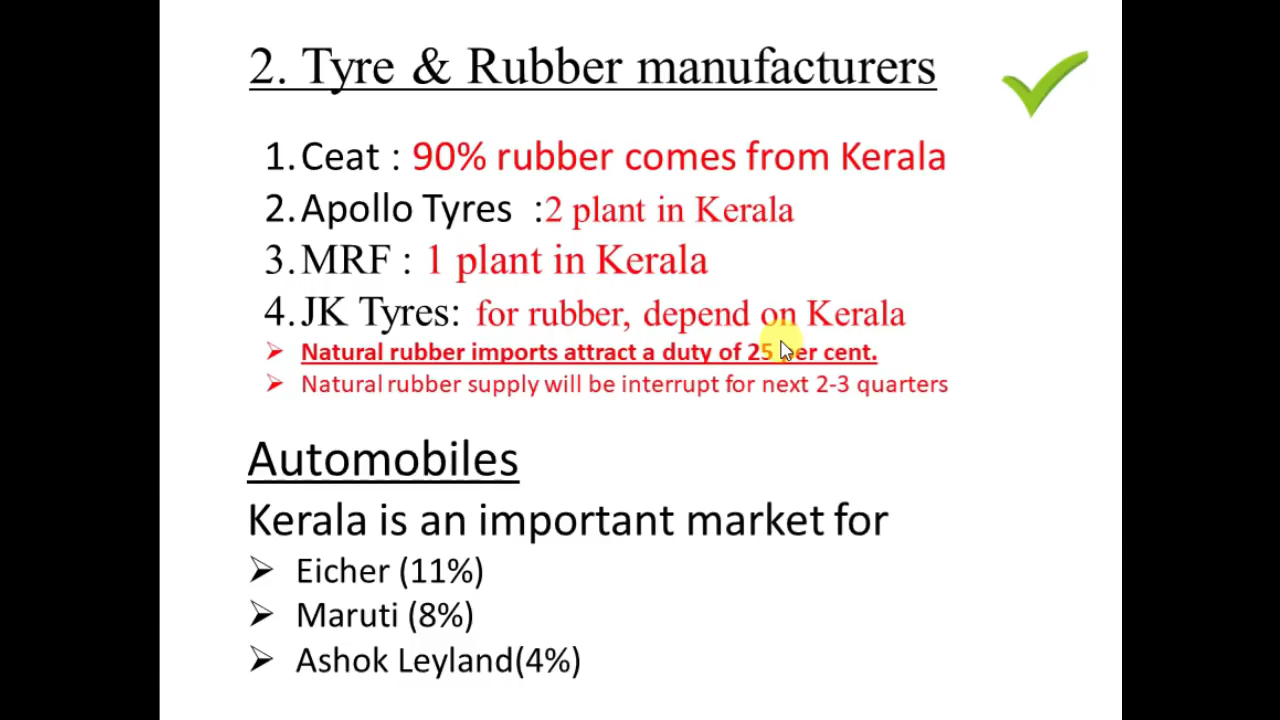 2. Tyre & Rubber manufacturers
1. Ceat : 90% rubber comes from Kerala
2. Apollo Tyres :2 plant in Kerala
3. MRF : 1 plant in Kerala
4. JK Tyres: for rubber, depend on Kerala
➢ Natural rubber imports attract a duty of 25 per cent.
➢ Natural rubber supply will be interrupt for next 2-3 quarters
Automobiles
Kerala is an important market for
➢ Eicher (11%)
➢ Maruti (8%)
➢ Ashok Leyland(4%)